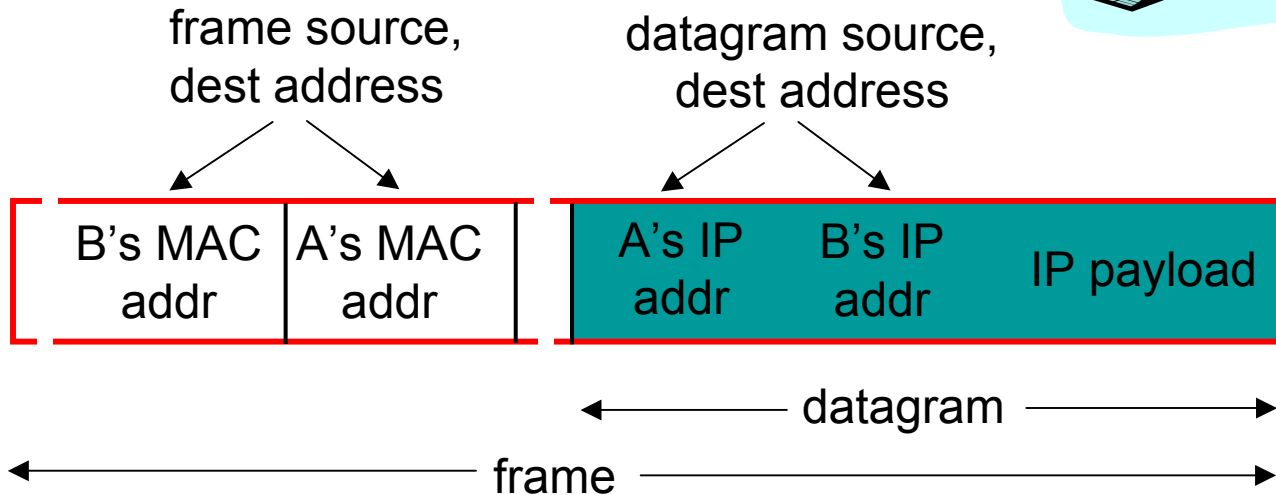 frame source,
dest address
datagram source,
dest address
B's MAC
addr
A's MAC
addr
A's IP
addr
B's IP
addr
IP payload
datagram
frame